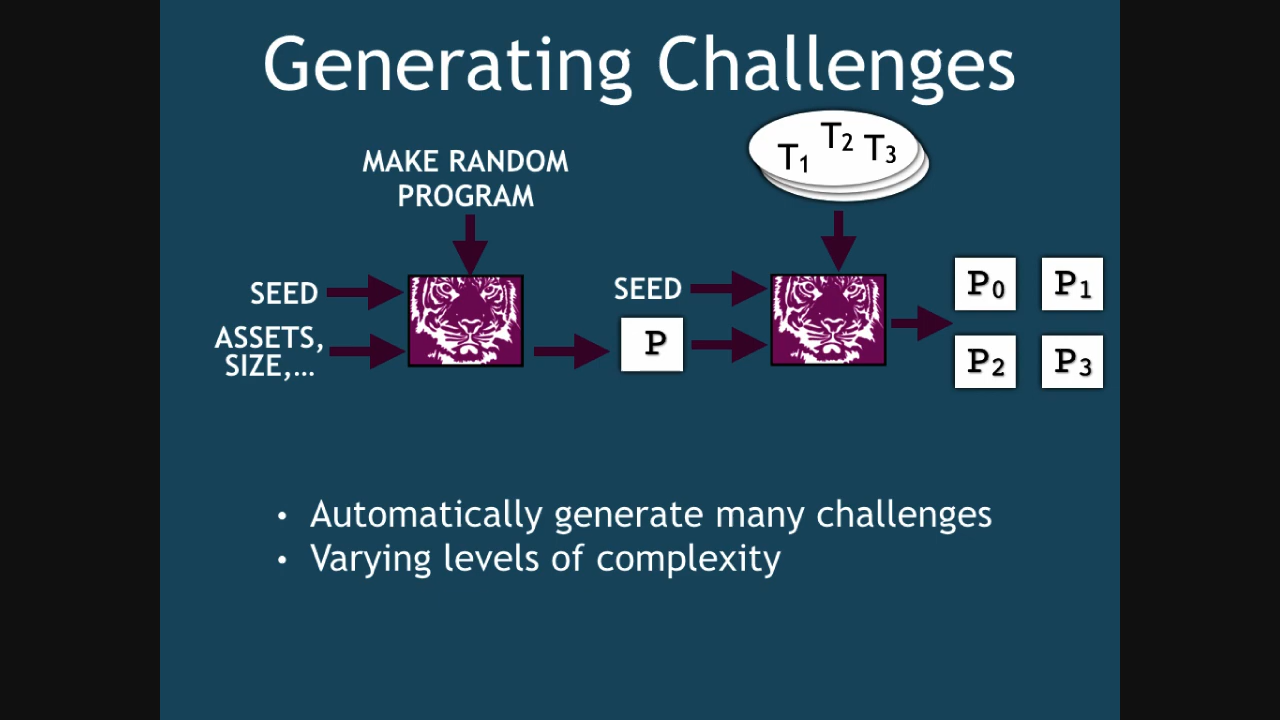 Generating Challenges
MAKE RANDOM
PROGRAM
T1 T2 T3
SEED
ASSETS,
SIZE,...
SEED
P
P0 P1
P2 P3
• Automatically generate many challenges
• Varying levels of complexity